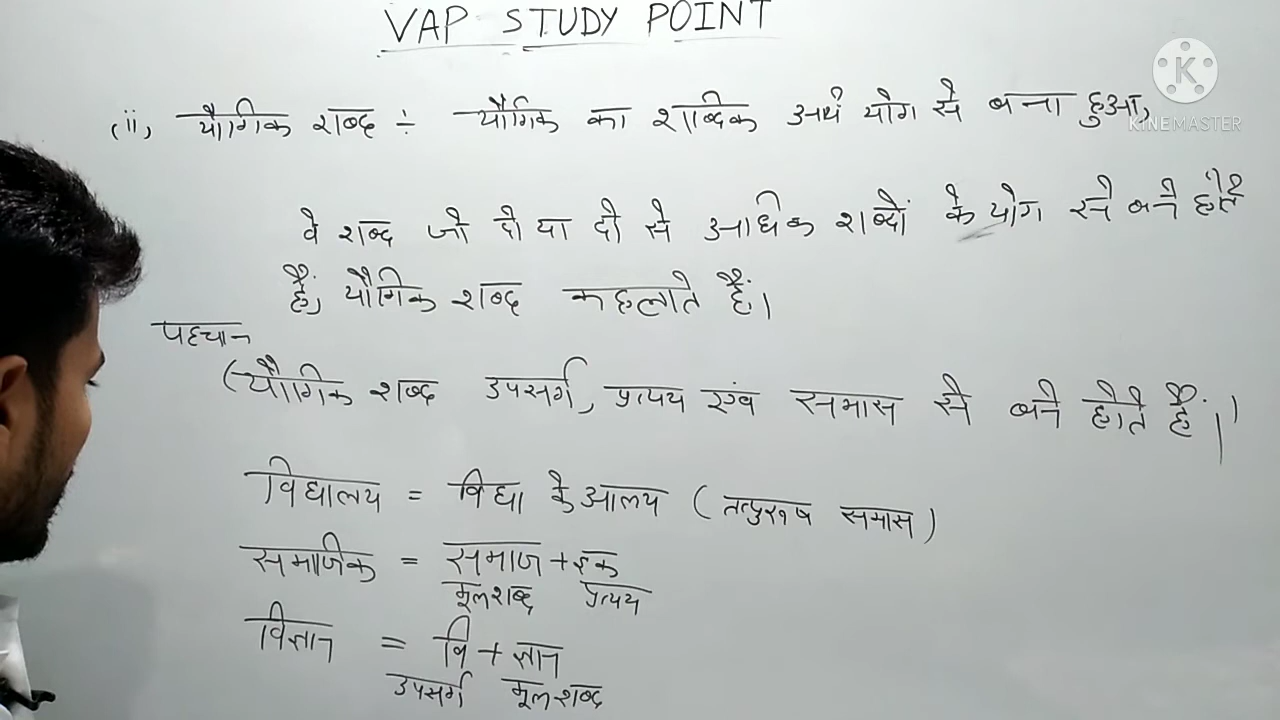 VAP STUDY POINT
K
KINEMASTER
(ii) यौगिक शब्द ÷ यौगिक का शाब्दिक अर्थ योग से बना हुआ,
वे शब्द जो दो या दो से अधिक शब्दों के योग से बने होते
हैं, यौगिक शब्द कहलाते हैं।
पहचान
(यौगिक शब्द उपसर्ग, प्रत्यय एंव समास से बने होते हैं।)
विद्यालय = विद्या के आलय (तत्पुरुष समास)
समाजिक = समाज + इक
मूलशब्द प्रत्यय
विज्ञान = वि + ज्ञान
उपसर्ग मूलशब्द